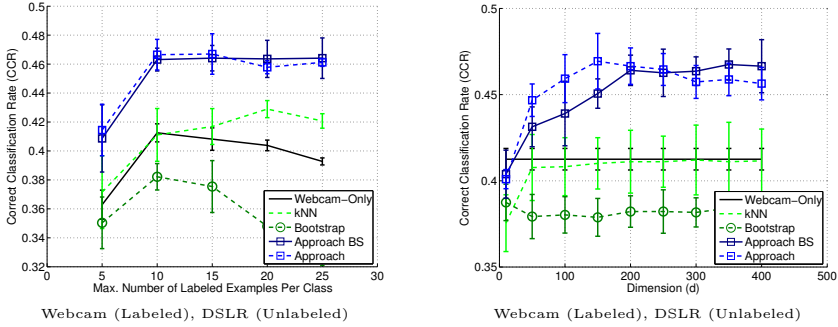 0.5
0.48
0.46
0.44
0.42
0.4
0.38
0.36
0.34
0.32
0
5
10
15
20
25
30
Correct Classification Rate (CCR)
Max. Number of Labeled Examples Per Class
Webcam-Only
kNN
Bootstrap
Approach BS
Approach
Webcam (Labeled), DSLR (Unlabeled)
0.5
0.45
0.4
0.35
0
100
200
300
400
500
Correct Classification Rate (CCR)
Dimension (d)
Webcam-Only
kNN
Bootstrap
Approach BS
Approach
Webcam (Labeled), DSLR (Unlabeled)